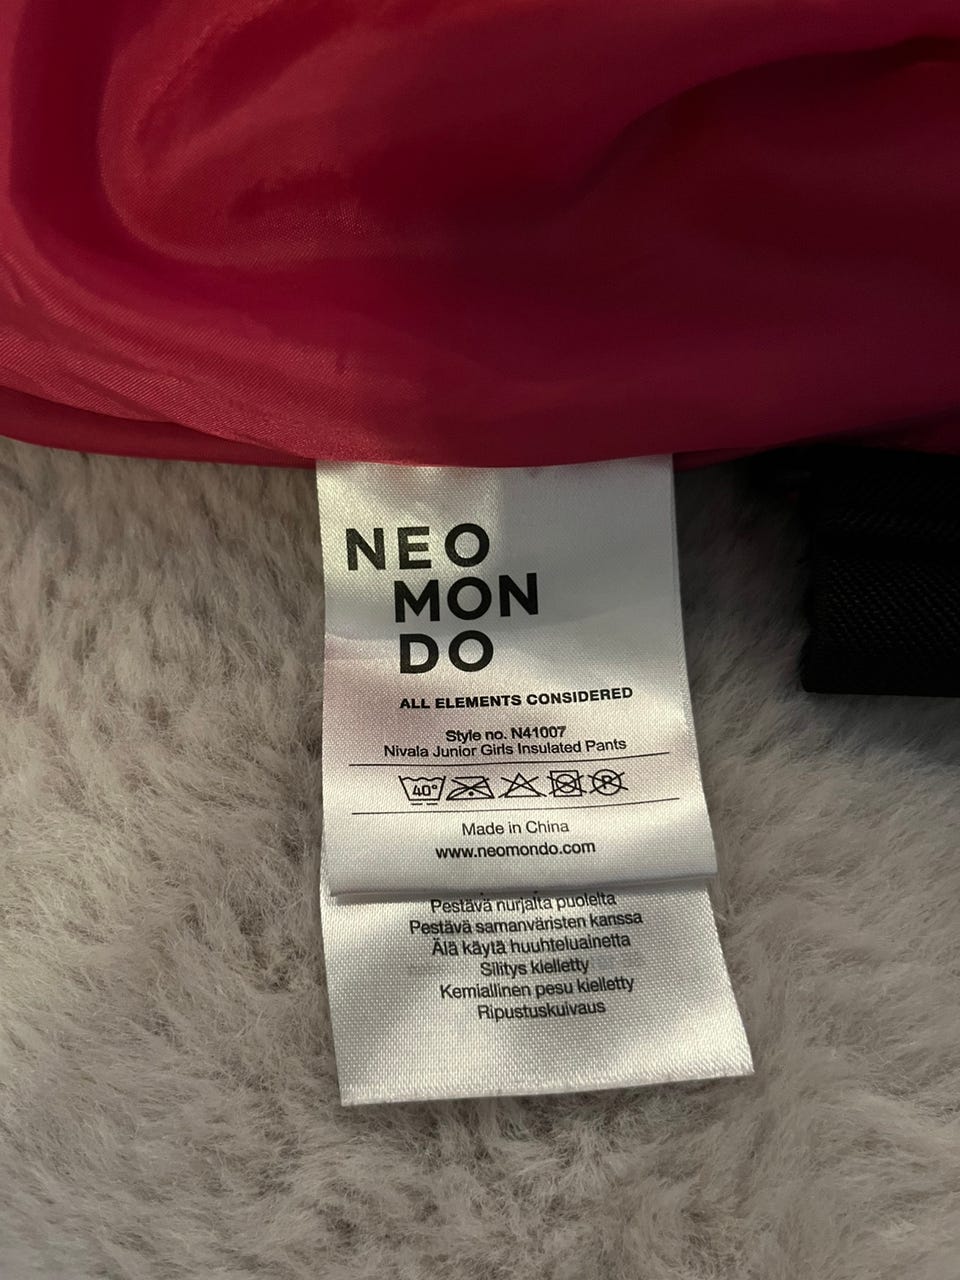 NEO
MON
DO
ALL ELEMENTS CONSIDERED
Style no. N41007
Nivala Junior Girls Insulated Pants
40°
P
Made in China
www.neomondo.com
Pestävä nurjalta puolelta
Pestävä samanväristen kanssa
Älä käytä huuhteluainetta
Silitys kielletty
Kemiallinen pesu kielletty
Ripustuskuivaus